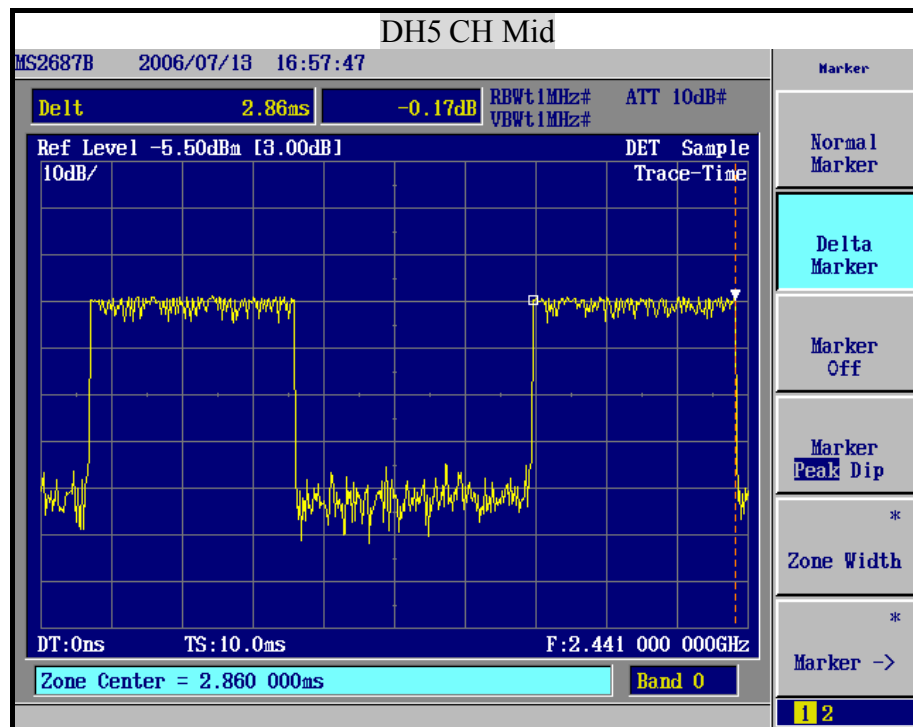 DH5 CH Mid
MS2687B 2006/07/13 16:57:47
Marker
Delt 2.86ms -0.17dB
RBWt1MHz# ATT 10dB#
VBWt1MHz#
Ref Level -5.50dBm [3.00dB] DET Sample
10dB/ Trace-Time
Normal
Marker
Delta
Marker
Marker
Off
Marker
Peak Dip
*
Zone Width
*
Marker ->
DT:0ns TS:10.0ms F:2.441 000 000GHz
Zone Center = 2.860 000ms Band 0
1 2